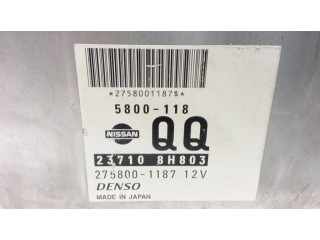 *2758001187$*
5800-118
NISSAN QQ
23710 8H803
275800-1187 12V
DENSO
MADE IN JAPAN